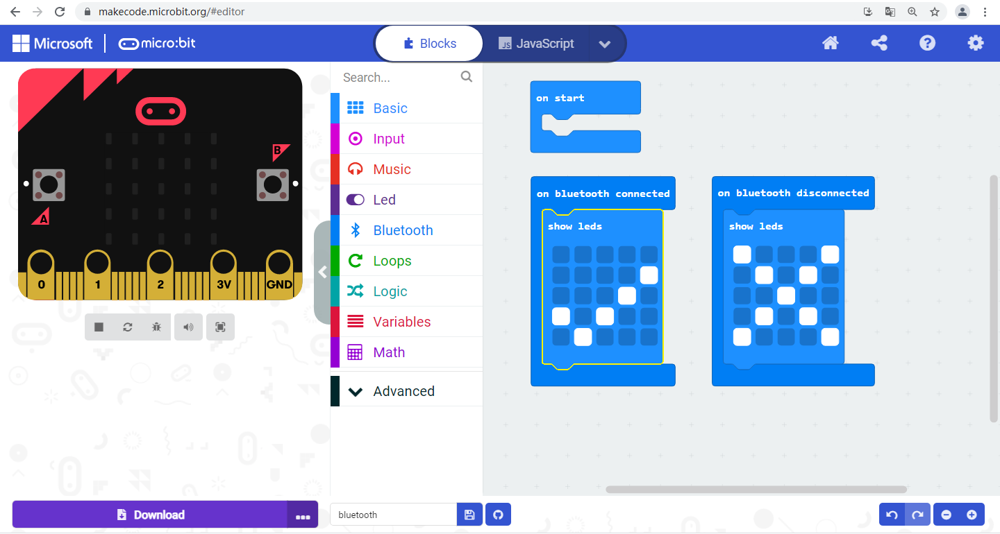 makecode.microbit.org/#editor
Microsoft
micro:bit
Blocks
JS JavaScript
Search...
Basic
Input
Music
Led
Bluetooth
Loops
Logic
Variables
Math
Advanced
B
A
0 1 2 3V GND
on start
on bluetooth connected
show leds
on bluetooth disconnected
show leds
Download
bluetooth